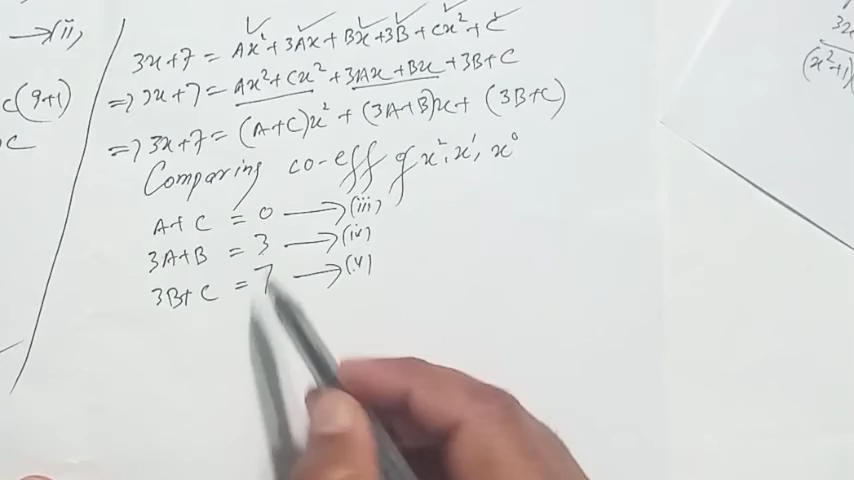 →(ii)
c(9+1)
c
3x+7 = Ax²+3Ax+Bx+3B+Cx²+C
=> 3x+7 = Ax²+Cx²+3Ax+Bx+3B+C
=> 3x+7 = (A+C)x²+(3A+B)x+(3B+C)
Comparing co-eff of x², x¹, x⁰
A+C = 0 →(iii)
3A+B = 3 →(iv)
3B+C = 7 →(v)
(x²+1)